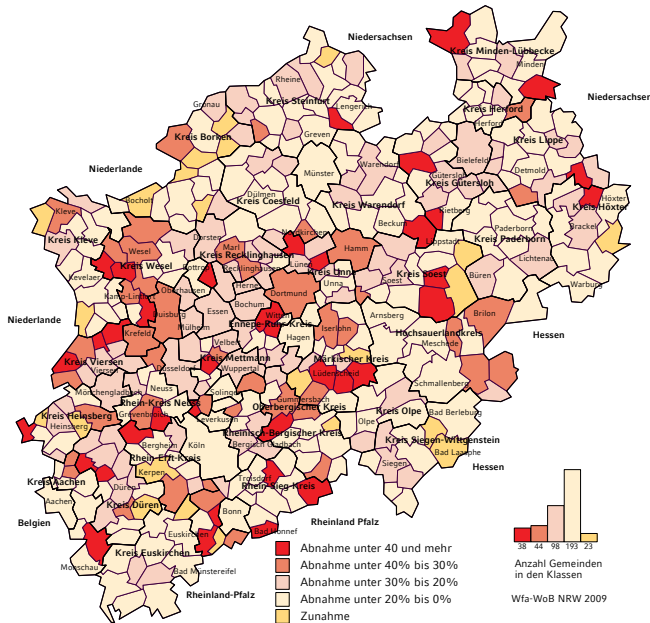 Niedersachsen
Kreis Minden-Lübbecke
Minden
Rheine
Niedersachsen
Gronau
Kreis Steinfurt
Lengerich
Kreis Herford
Herford
Kreis Borken
Greven
Kreis Lippe
Warendorf
Bielefeld
Niederlande
Münster
Gütersloh
Detmold
Kreis Gütersloh
Bocholt
Dülmen
Kreis Coesfeld
Kreis Warendorf
Rietberg
Höxter
Kreis Höxter
Kleve
Beckum
Paderborn
Brackel
Nordkirchen
Kreis Kleve
Dorsten
Marl
Hamm
Lippstadt
Kreis Paderborn
Wesel
Kreis Recklinghausen
Lünen
Lichtenau
Kreis Wesel
Bottrop
Recklinghausen
Kreis Unna
Kreis Soest
Büren
Kevelaer
Herne
Unna
Soest
Warburg
Kamp-Lintfort
Oberhausen
Dortmund
Duisburg
Essen
Bochum
Witten
Arnsberg
Brilon
Niederlande
Krefeld
Mülheim
Ennepe-Ruhr-Kreis
Iserlohn
Hochsauerlandkreis
Hessen
Hagen
Velbert
Meschede
Kreis Viersen
Kreis Mettmann
Märkischer Kreis
Viersen
Düsseldorf
Wuppertal
Lüdenscheid
Mönchengladbach
Neuss
Solingen
Schmallenberg
Rhein-Kreis Neuss
Gummersbach
Kreis Heinsberg
Grevenbroich
Oberbergischer Kreis
Kreis Olpe
Bad Berleburg
Heinsberg
Leverkusen
Olpe
Rheinisch-Bergischer Kreis
Kreis Siegen-Wittgenstein
Bergheim
Köln
Bergisch Gladbach
Bad Laasphe
Rhein-Erft-Kreis
Siegen
Hessen
Kerpen
Kreis Aachen
Düren
Troisdorf
Rhein-Sieg-Kreis
Aachen
Kreis Düren
Bonn
Belgien
Rheinland Pfalz
Euskirchen
Bad Honnef
Kreis Euskirchen
Monschau
Bad Münstereifel
Rheinland-Pfalz
Abnahme unter 40 und mehr
Abnahme unter 40% bis 30%
Abnahme unter 30% bis 20%
Abnahme unter 20% bis 0%
Zunahme
38 44 98 193 23
Anzahl Gemeinden
in den Klassen
Wfa-WoB NRW 2009